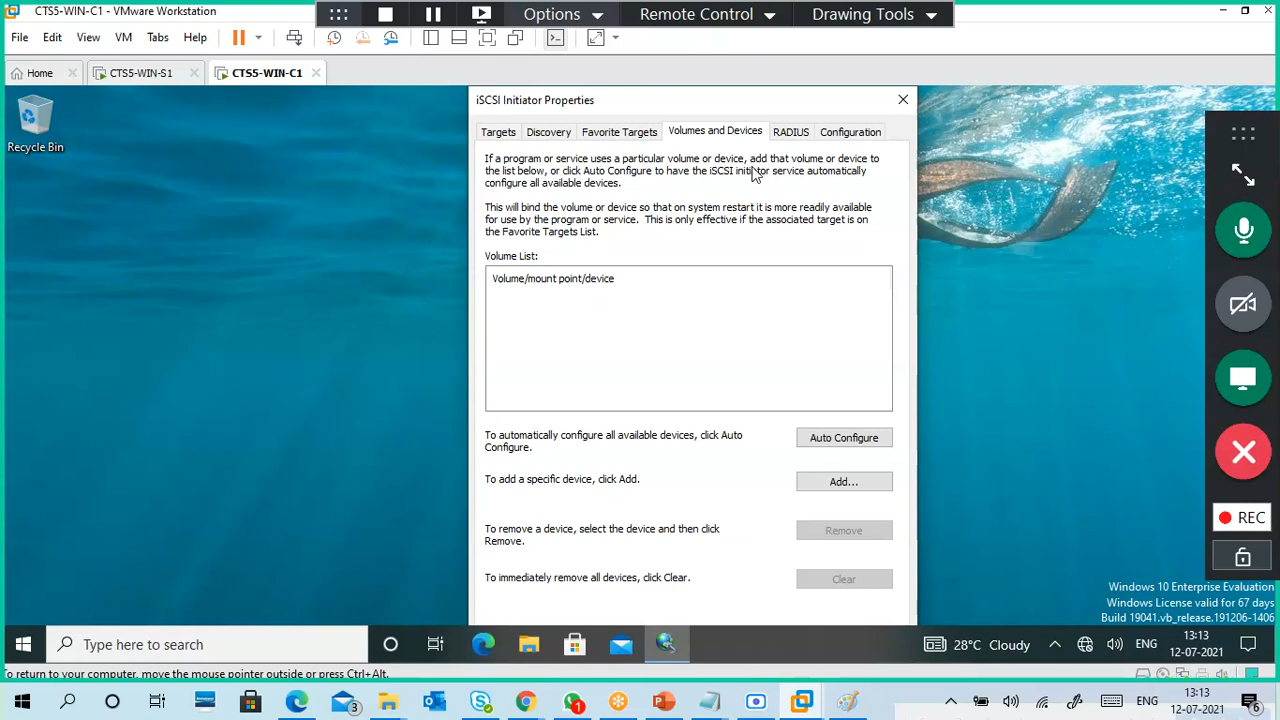 CTS5-WIN-C1 - VMware Workstation
Options
Remote Control
Drawing Tools
File Edit View VM Tabs Help
Home CTS5-WIN-S1 CTS5-WIN-C1
Recycle Bin
iSCSI Initiator Properties
Targets Discovery Favorite Targets Volumes and Devices RADIUS Configuration
If a program or service uses a particular volume or device, add that volume or device to
the list below, or click Auto Configure to have the iSCSI initiator service automatically
configure all available devices.
This will bind the volume or device so that on system restart it is more readily available
for use by the program or service. This is only effective if the associated target is on
the Favorite Targets List.
Volume List:
Volume/mount point/device
To automatically configure all available devices, click Auto
Configure.
Auto Configure
To add a specific device, click Add.
Add...
To remove a device, select the device and then click
Remove.
Remove
To immediately remove all devices, click Clear.
Clear
REC
Windows 10 Enterprise Evaluation
Windows License valid for 67 days
Build 19041.vb_release.191206-1406
Type here to search
28°C Cloudy
ENG
13:13
12-07-2021
To return to your computer, move the mouse pointer outside or press Ctrl+Alt.
3
1
ENG
13:13
12-07-2021
6